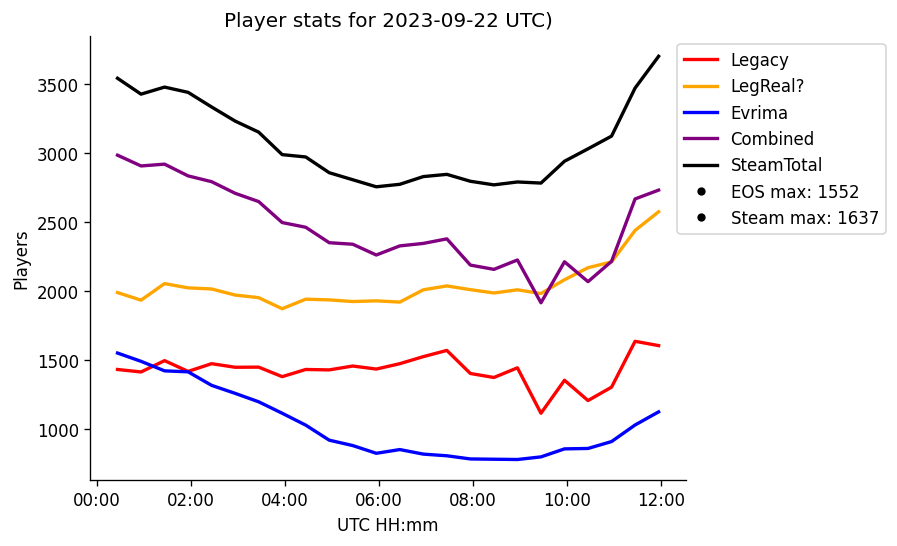 Player stats for 2023-09-22 UTC)
Legacy
LegReal?
Evrima
Combined
SteamTotal
EOS max: 1552
Steam max: 1637
Players
3500
3000
2500
2000
1500
1000
00:00 02:00 04:00 06:00 08:00 10:00 12:00
UTC HH:mm